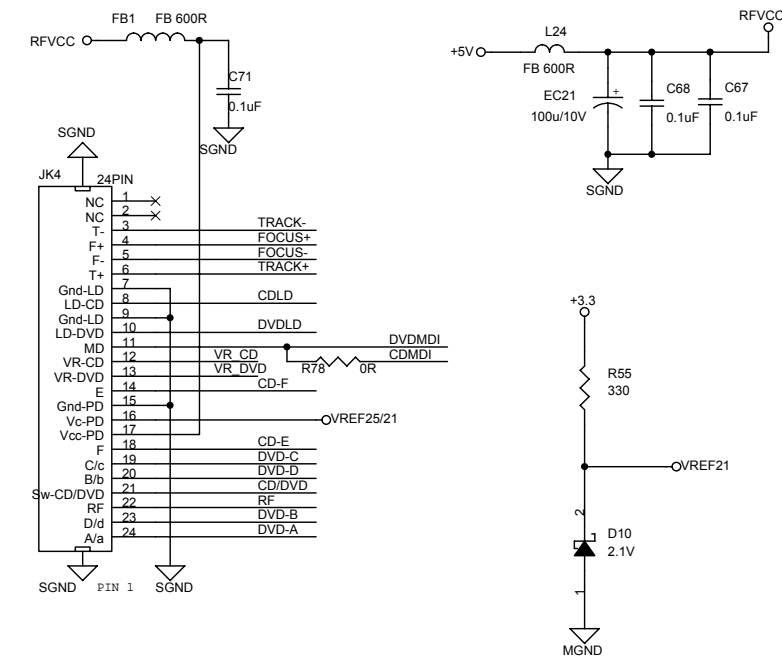 FB1 FB 600R
RFVCC
C71
0.1uF
SGND
SGND
JK4 24PIN
NC 1
NC 2
T- 3 TRACK-
F+ 4 FOCUS+
F- 5 FOCUS-
T+ 6 TRACK+
Gnd-LD 7
LD-CD 8 CDLD
Gnd-LD 9
LD-DVD 10 DVDLD
MD 11 DVDMDI
VR-CD 12 VR_CD R78 0R CDMDI
VR-DVD 13 VR_DVD
E 14 CD-F
Gnd-PD 15
Vc-PD 16 VREF25/21
Vcc-PD 17
F 18 CD-E
C/c 19 DVD-C
B/b 20 DVD-D
Sw-CD/DVD 21 CD/DVD
RF 22 RF
D/d 23 DVD-B
A/a 24 DVD-A
SGND PIN 1 SGND
RFVCC
L24
+5V
FB 600R
EC21 + C68 C67
100u/10V 0.1uF 0.1uF
SGND
+3.3
R55
330
VREF21
2
D10
2.1V
1
MGND